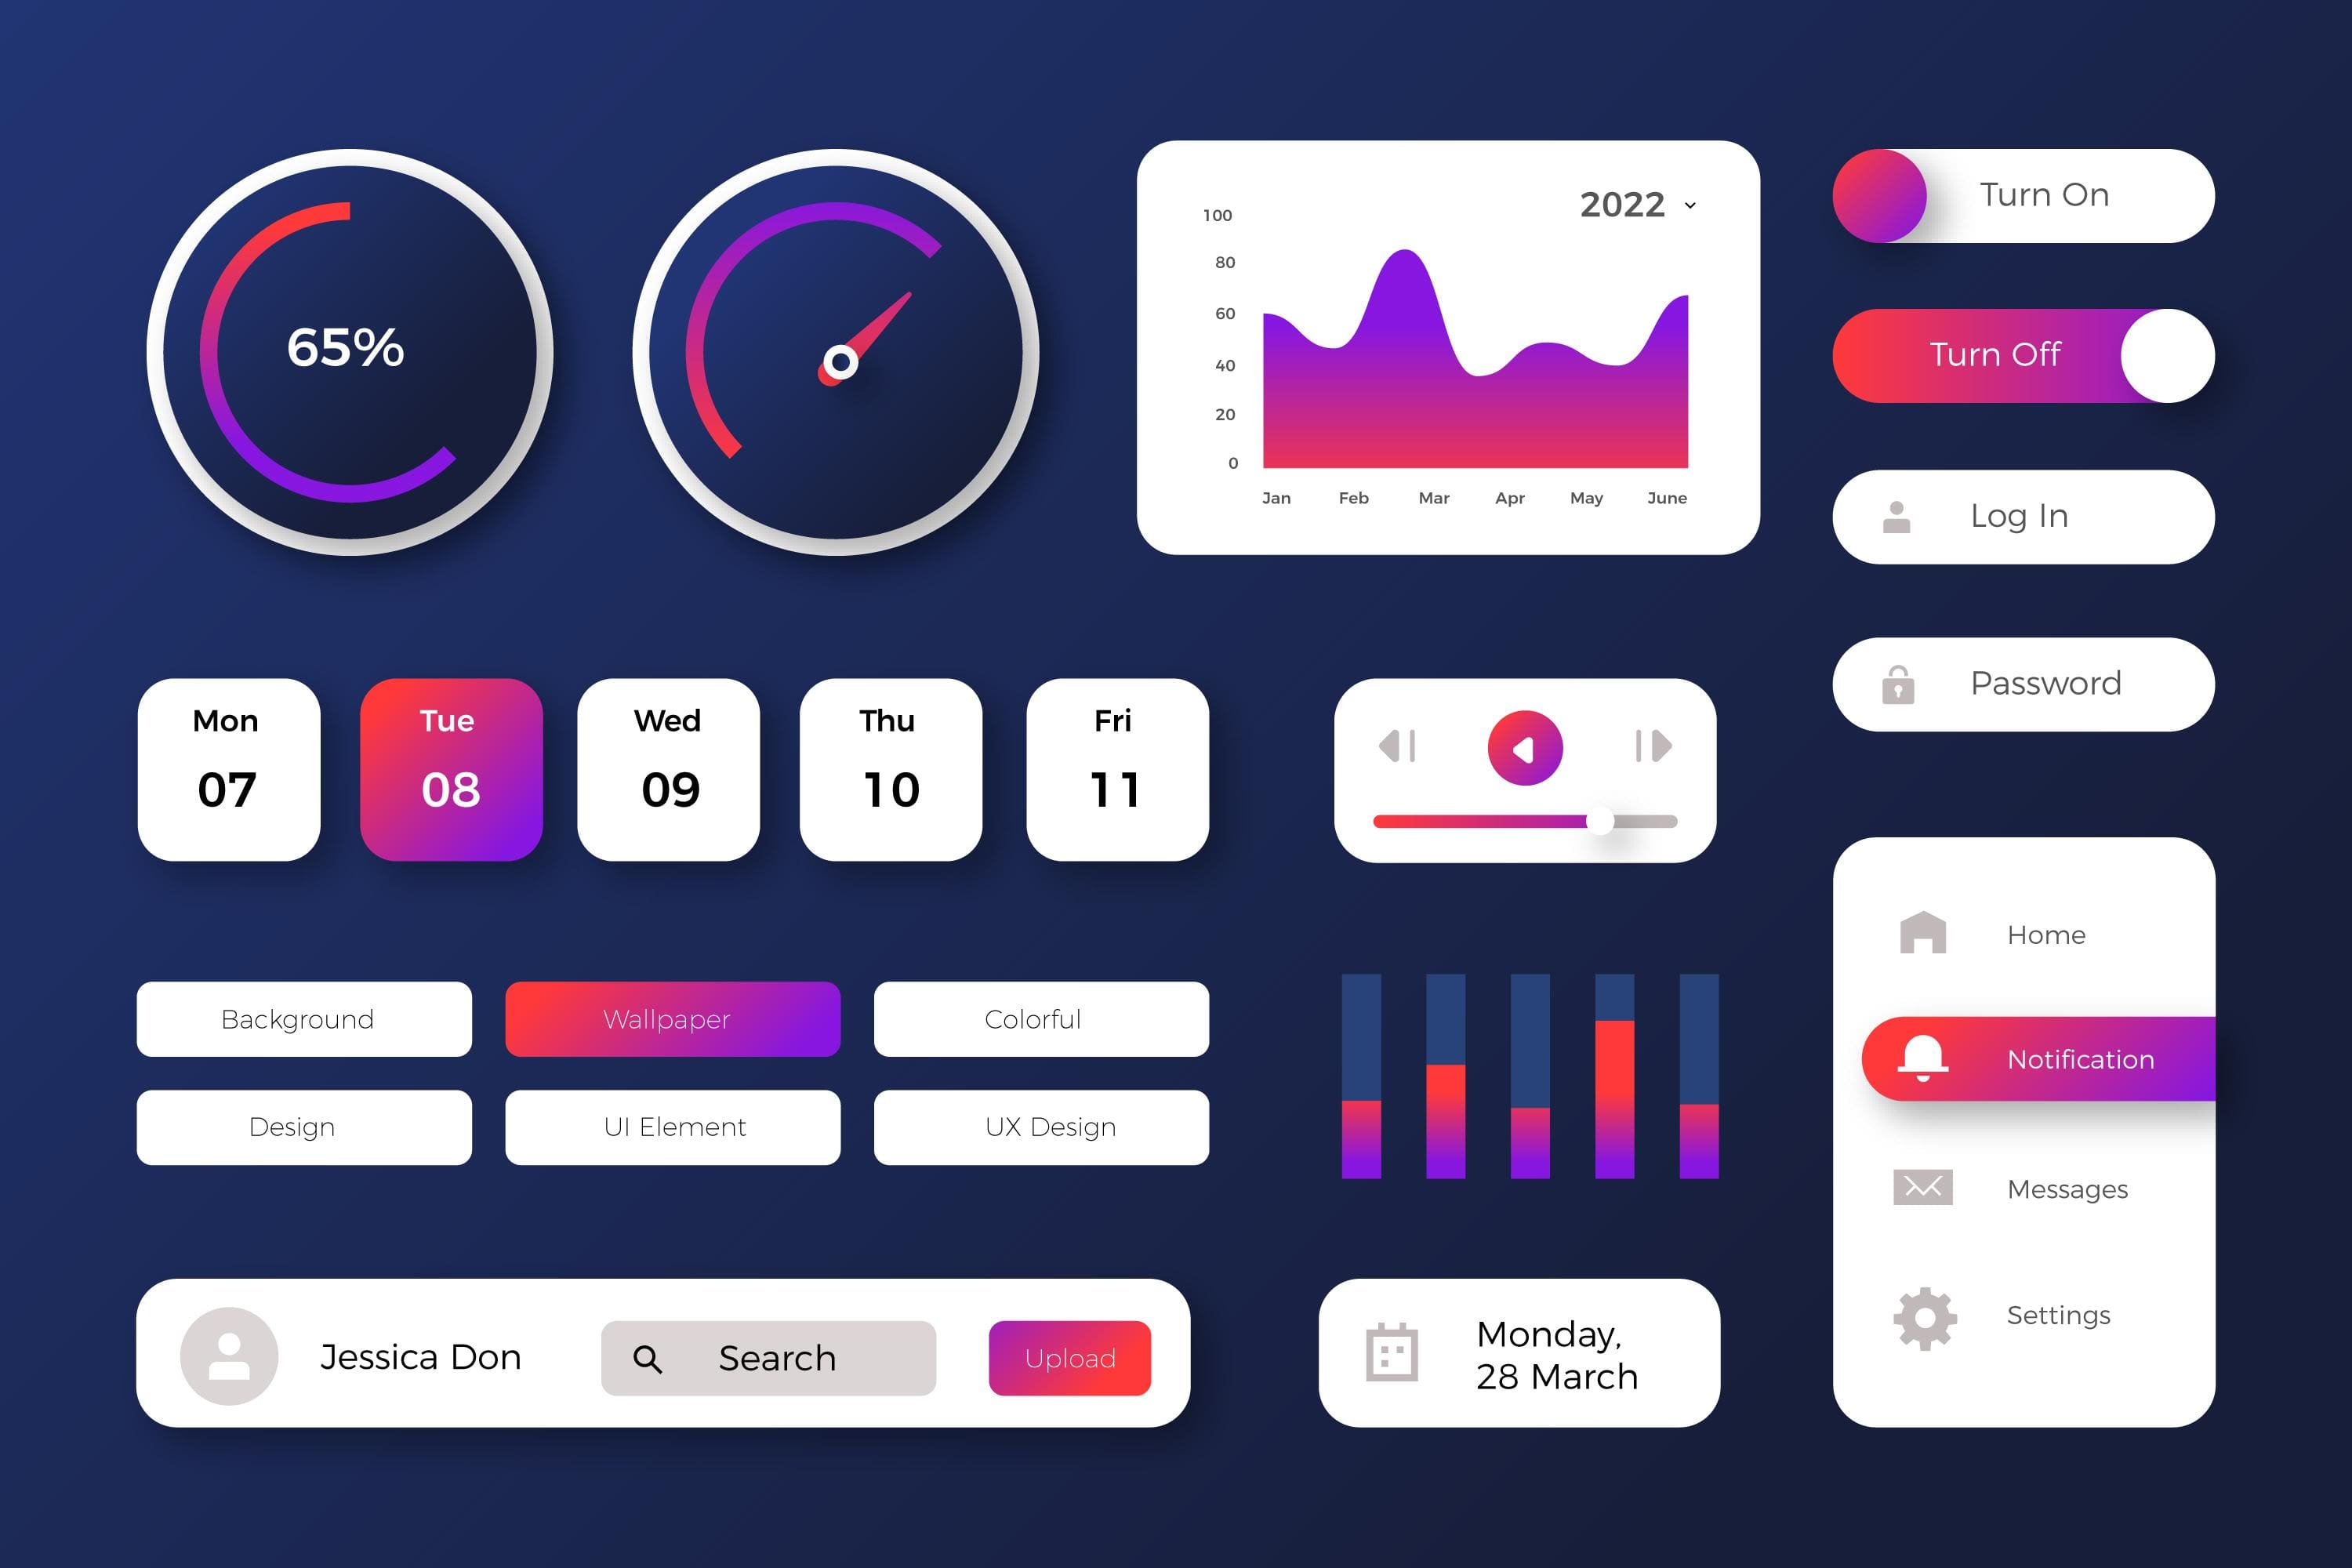 65%
2022
100
80
60
40
20
0
Jan Feb Mar Apr May June
Turn On
Turn Off
Log In
Password
Mon Tue Wed Thu Fri
07 08 09 10 11
Background Wallpaper Colorful
Design UI Element UX Design
Home
Notification
Messages
Settings
Jessica Don Search Upload
Monday,
28 March